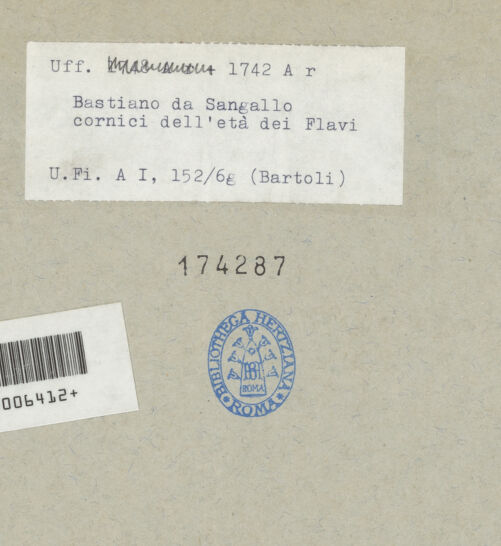 Uff. 1742 A r
Bastiano da Sangallo
cornici dell'età dei Flavi
U.Fi. A I, 152/6g (Bartoli)
174287
006412+
BIBLIOTHECA HERTZIANA
BH
ROMA
* ROMA *